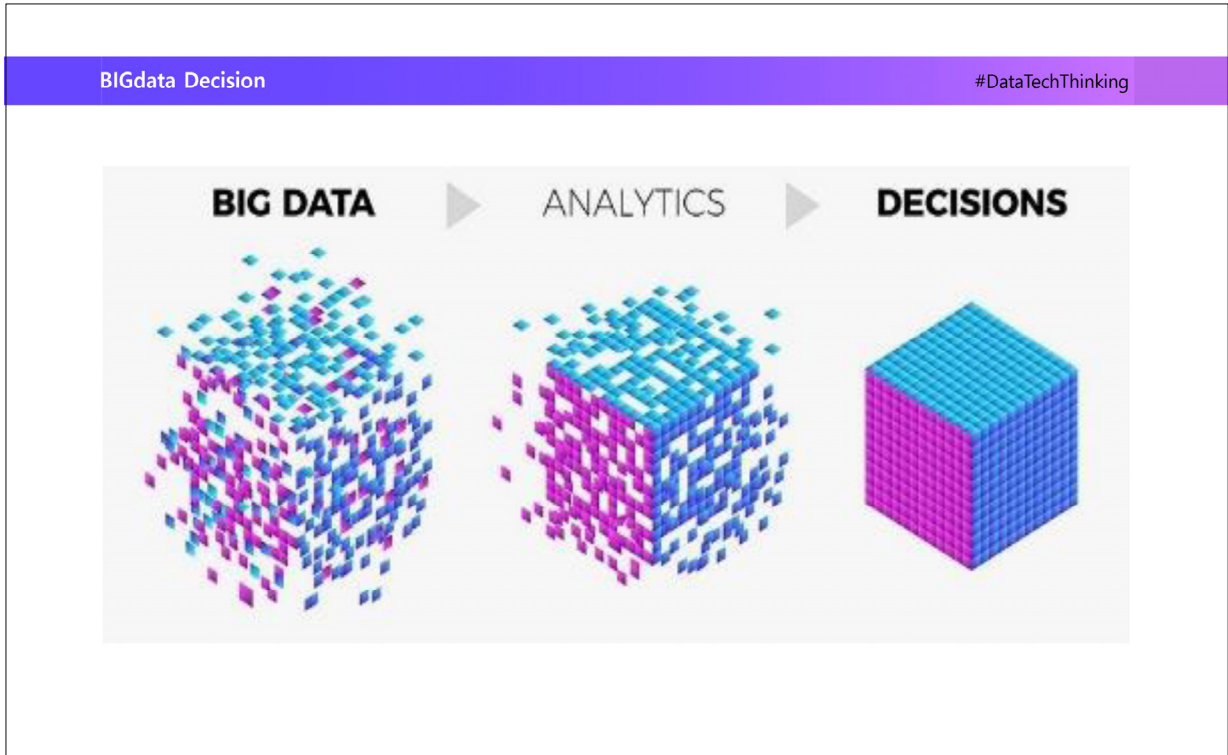 BIGdata Decision
#DataTechThinking
BIG DATA
ANALYTICS
DECISIONS